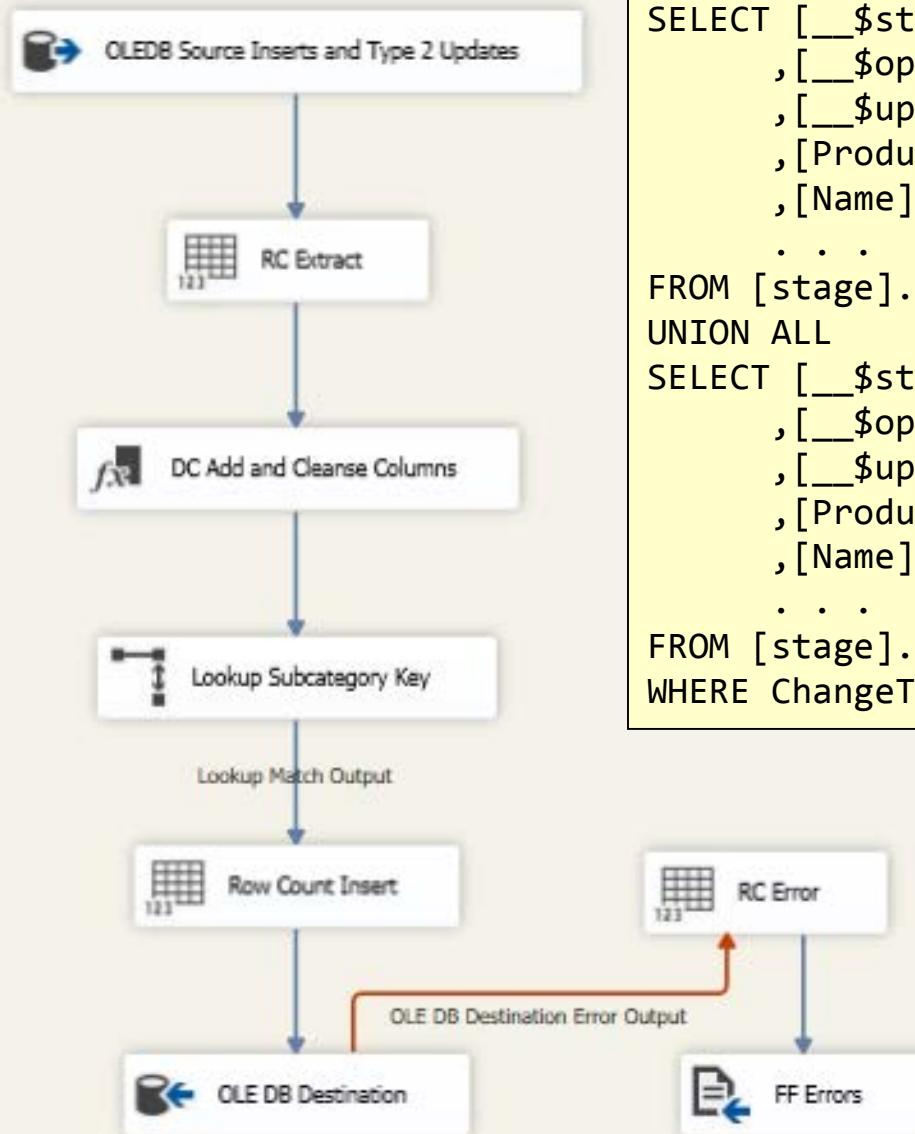 OLEDB Source Inserts and Type 2 Updates
RC Extract
DC Add and Cleanse Columns
Lookup Subcategory Key
Lookup Match Output
Row Count Insert
OLE DB Destination
OLE DB Destination Error Output
RC Error
FF Errors
SELECT [__$st
,[__$op
,[__$up
,[Produ
,[Name]
. . .
FROM [stage].
UNION ALL
SELECT [__$st
,[__$op
,[__$up
,[Produ
,[Name]
. . .
FROM [stage].
WHERE ChangeT